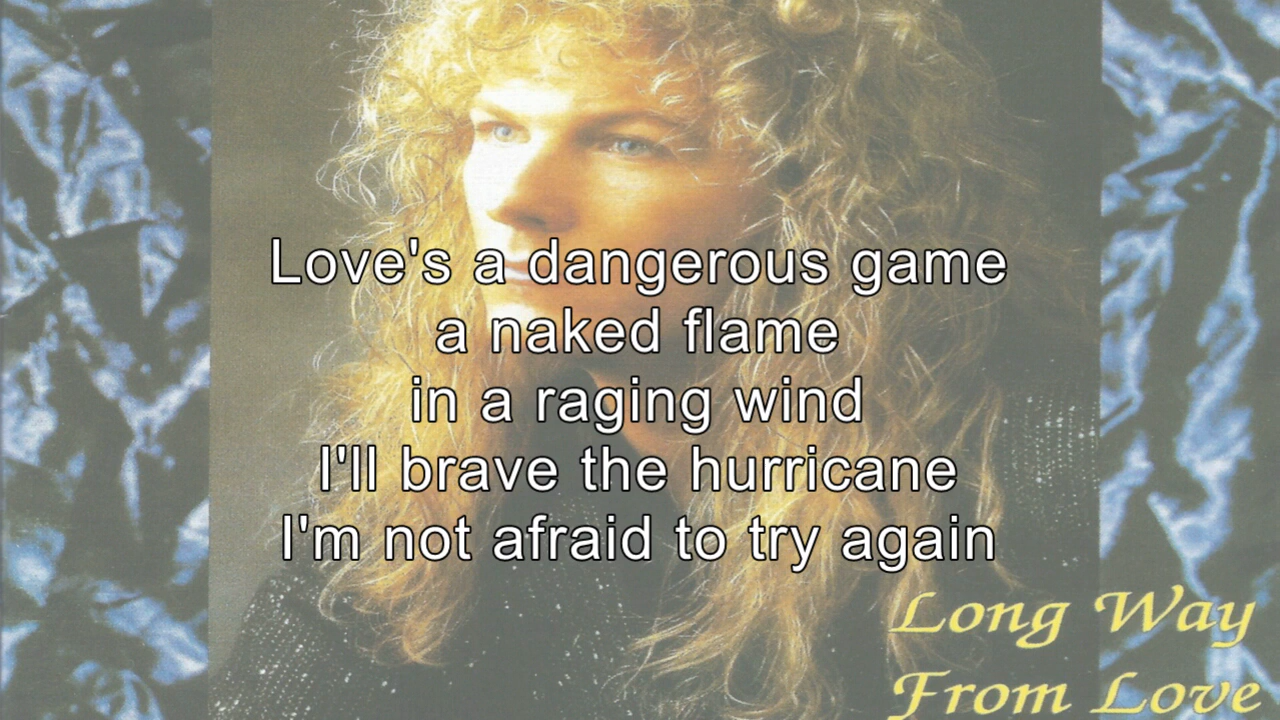 Love's a dangerous game
a naked flame
in a raging wind
I'll brave the hurricane
I'm not afraid to try again
Long Way
From Love